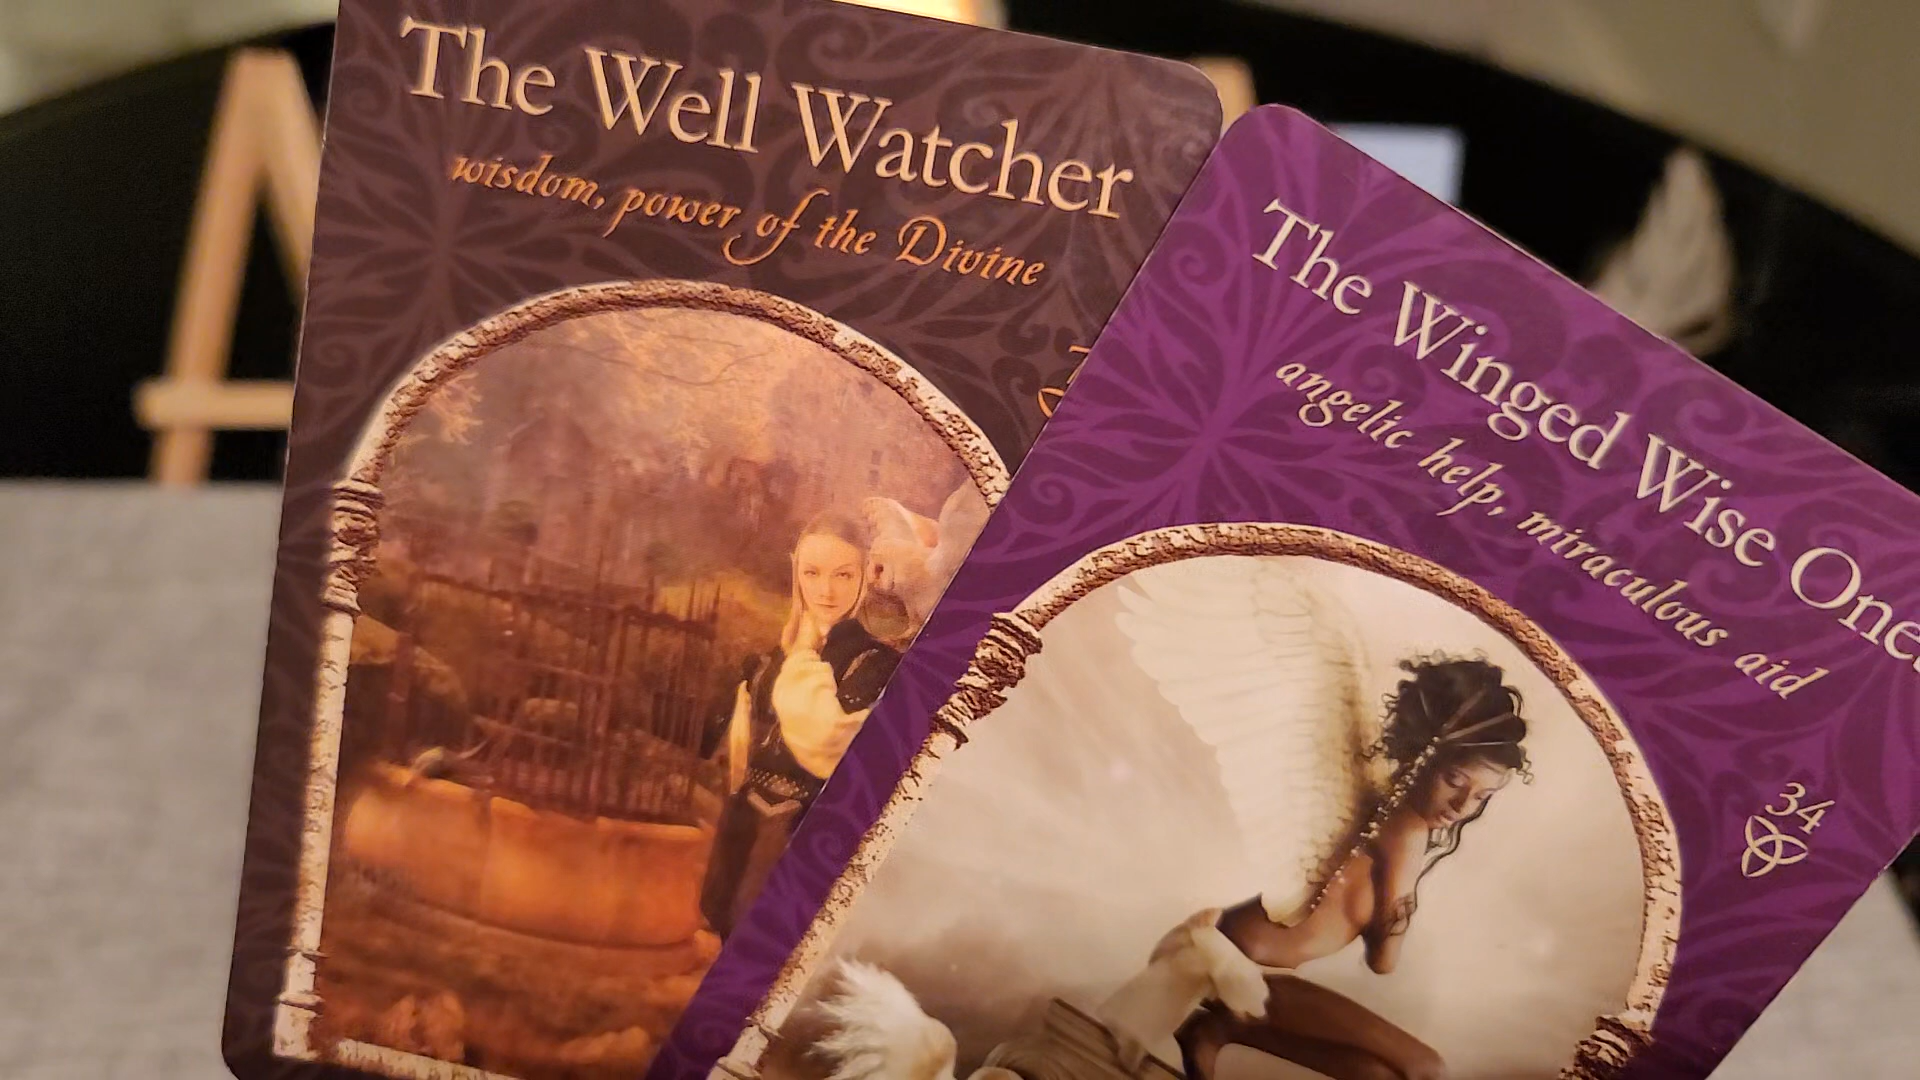 The Well Watcher
wisdom, power of the Divine
The Winged Wise One
angelic help, miraculous aid
34